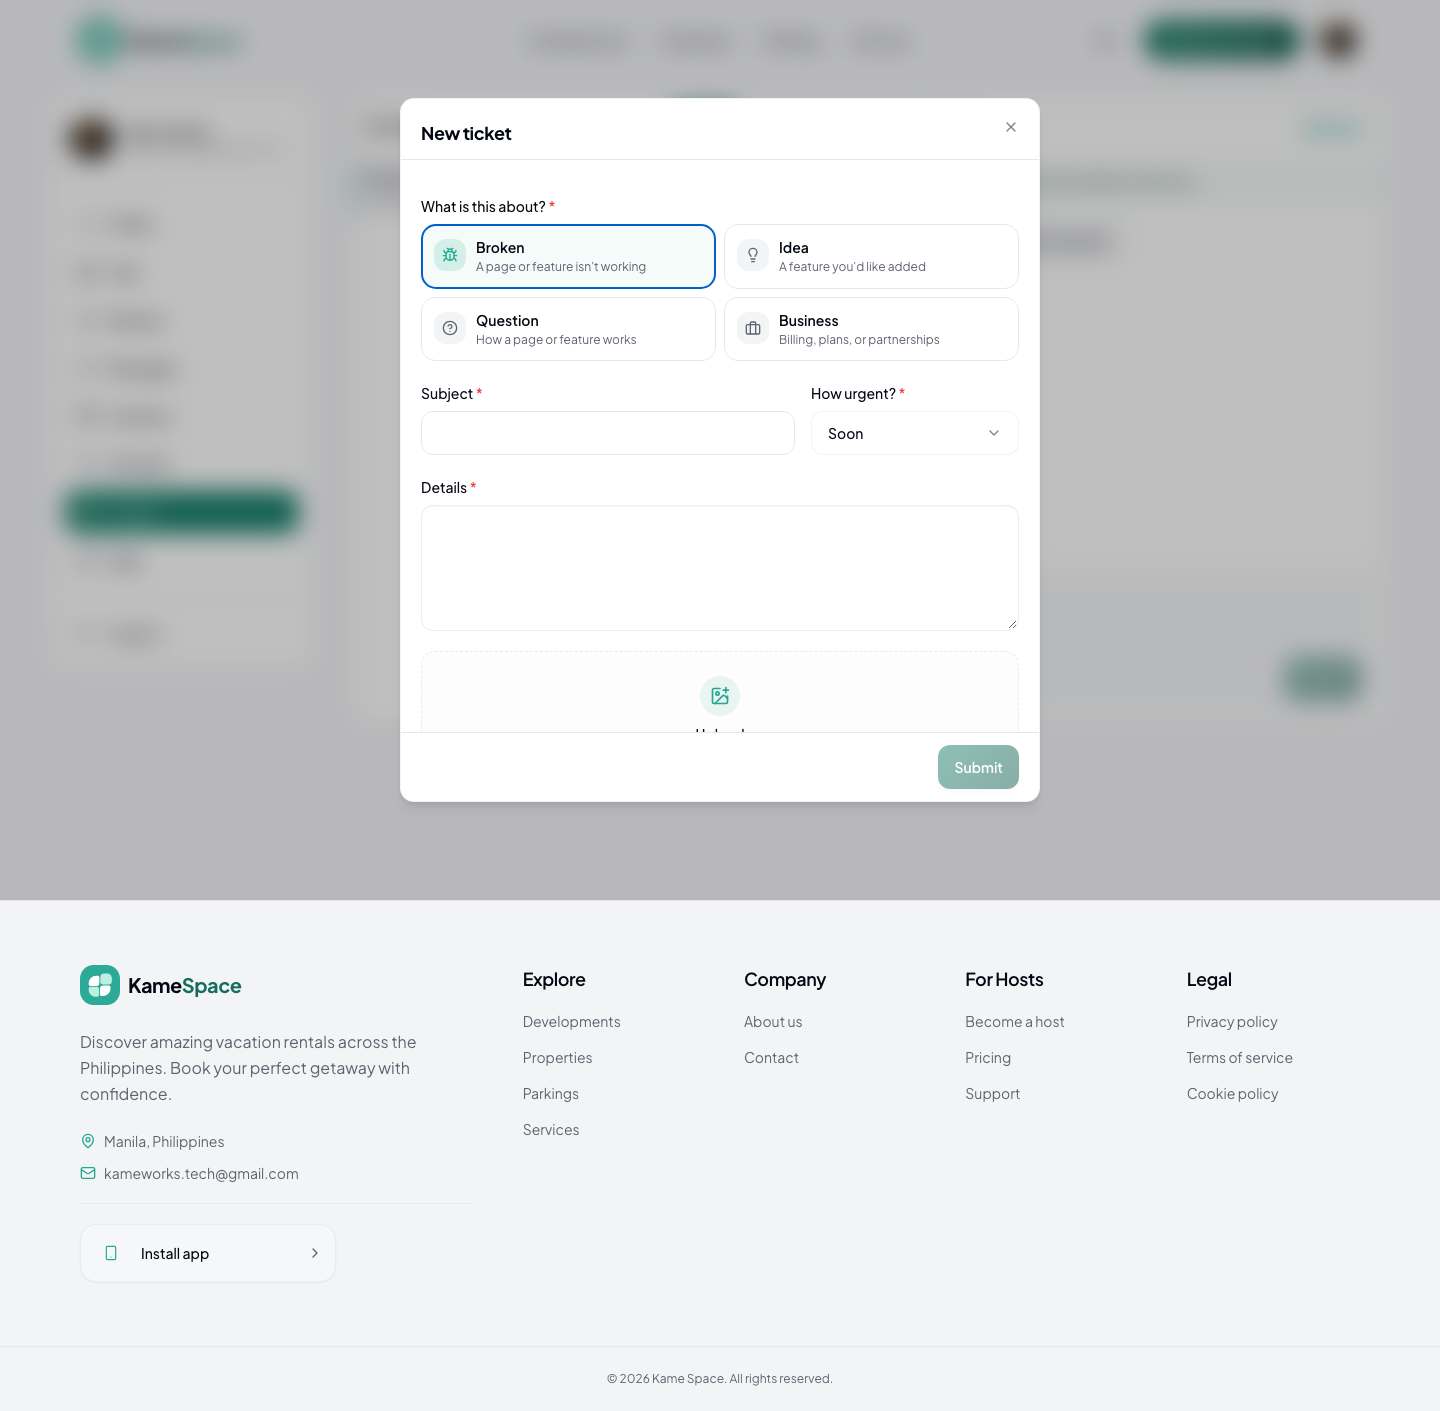 New ticket
What is this about? *
Broken
A page or feature isn't working
Idea
A feature you'd like added
Question
How a page or feature works
Business
Billing, plans, or partnerships
Subject *
How urgent? *
Soon
Details *
Submit
KameSpace
Discover amazing vacation rentals across the
Philippines. Book your perfect getaway with
confidence.
Manila, Philippines
kameworks.tech@gmail.com
Install app
Explore
Developments
Properties
Parkings
Services
Company
About us
Contact
For Hosts
Become a host
Pricing
Support
Legal
Privacy policy
Terms of service
Cookie policy
© 2026 Kame Space. All rights reserved.